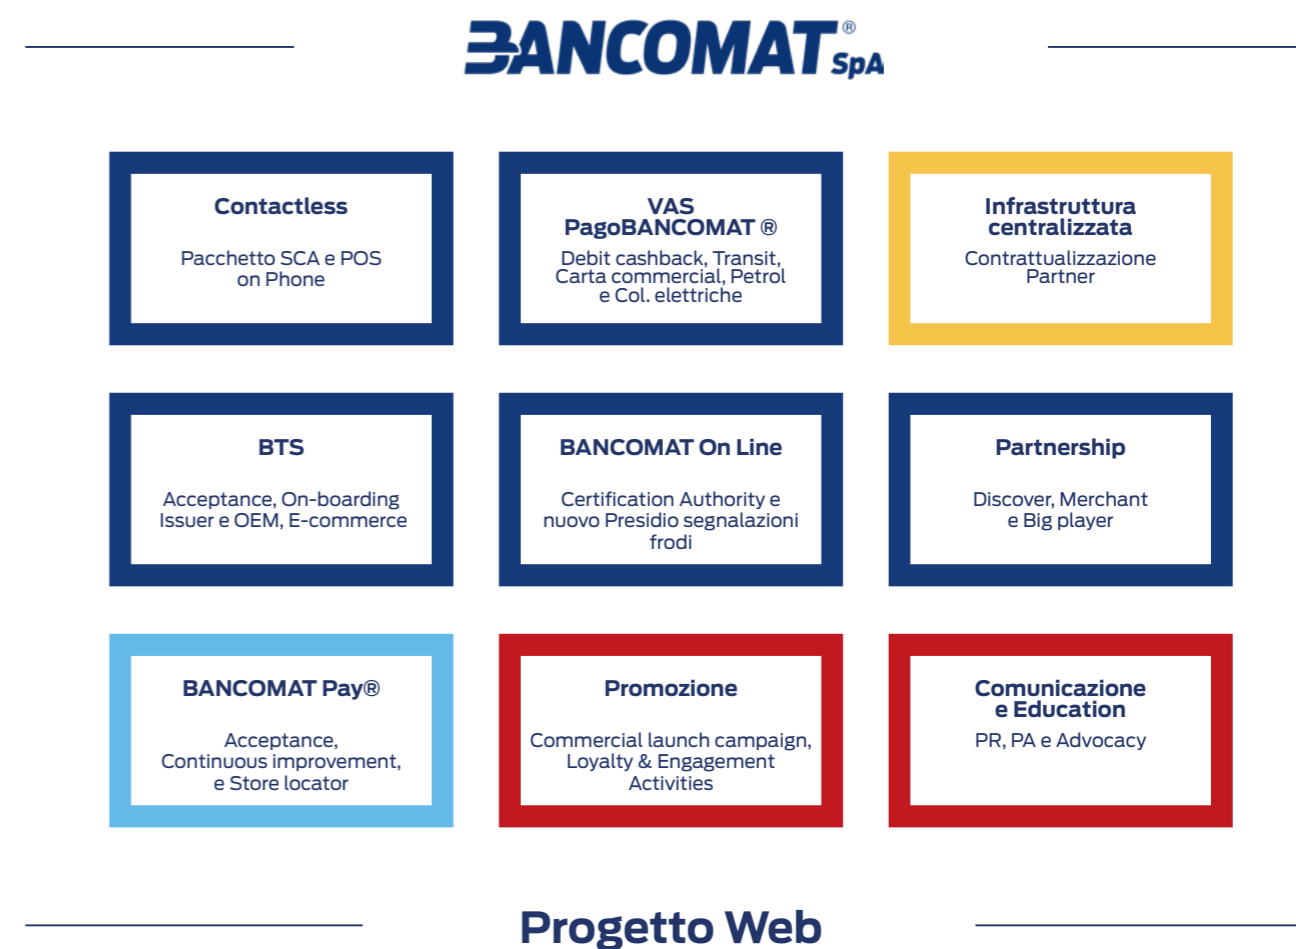 BANCOMAT® SpA
Contactless
Pacchetto SCA e POS
on Phone
VAS
PagoBANCOMAT ®
Debit cashback, Transit,
Carta commercial, Petrol
e Col. elettriche
Infrastruttura
centralizzata
Contrattualizzazione
Partner
BTS
Acceptance, On-boarding
Issuer e OEM, E-commerce
BANCOMAT On Line
Certification Authority e
nuovo Presidio segnalazioni
frodi
Partnership
Discover, Merchant
e Big player
BANCOMAT Pay®
Acceptance,
Continuous improvement,
e Store locator
Promozione
Commercial launch campaign,
Loyalty & Engagement
Activities
Comunicazione
e Education
PR, PA e Advocacy
Progetto Web